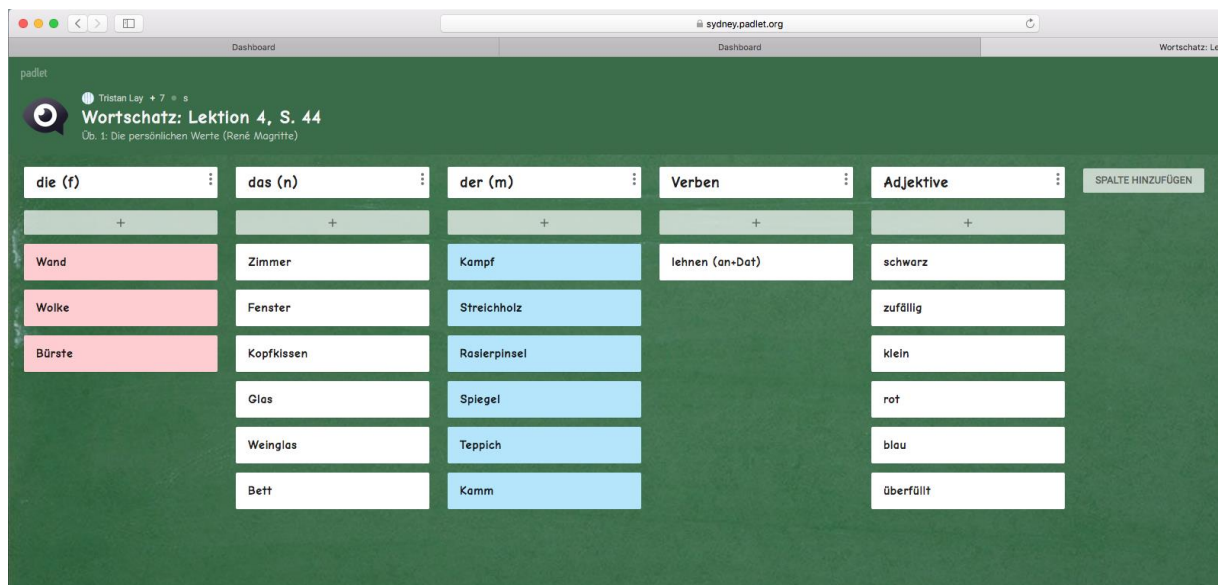 sydney.padlet.org
Dashboard
Dashboard
Wortschatz: Le
padlet
Tristan Lay + 7 s
Wortschatz: Lektion 4, S. 44
Üb. 1: Die persönlichen Werte (René Magritte)
die (f)
das (n)
der (m)
Verben
Adjektive
SPALTE HINZUFÜGEN
+
+
+
+
+
Wand
Zimmer
Kampf
lehnen (an+Dat)
schwarz
Wolke
Fenster
Streichholz
zufällig
Bürste
Kopfkissen
Rasierpinsel
klein
Glas
Spiegel
rot
Weinglas
Teppich
blau
Bett
Kamm
überfüllt